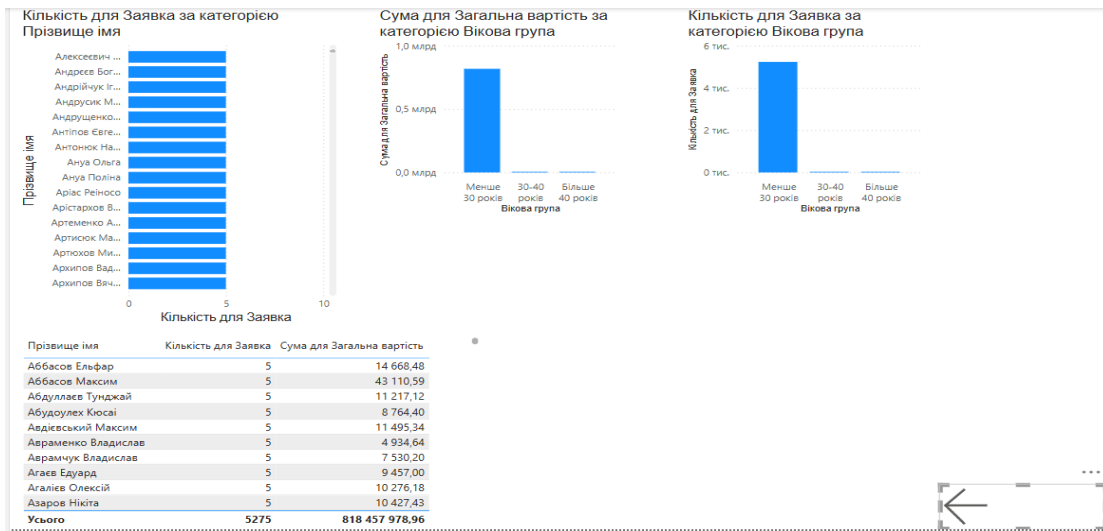 Кількість для Заявка за категорією
Прізвище імя
Прізвище імя
Алексеєвич ...
Андрєєв Бог...
Андрійчук Іг...
Андрусик М...
Андрущенко...
Антіпов Євге...
Антонюк На...
Ануа Ольга
Ануа Поліна
Аріас Реіносо
Арістархов В...
Артеменко А...
Артисюк Ма...
Артюхов Ми...
Архипов Вад...
Архипов Вяч...
0 5 10
Кількість для Заявка
Сума для Загальна вартість за
категорією Вікова група
Сума для Загальна вартість
1,0 млрд
0,5 млрд
0,0 млрд
Менше 30-40 Більше
30 років років 40 років
Вікова група
Кількість для Заявка за
категорією Вікова група
Кількість для Заявка
6 тис.
4 тис.
2 тис.
0 тис.
Менше 30-40 Більше
30 років років 40 років
Вікова група
Прізвище імя Кількість для Заявка Сума для Загальна вартість
Аббасов Ельфар 5 14 668,48
Аббасов Максим 5 43 110,59
Абдуллаєв Тунджай 5 11 217,12
Абудоулех Кюсаі 5 8 764,40
Авдієвський Максим 5 11 495,34
Авраменко Владислав 5 4 934,64
Аврамчук Владислав 5 7 530,20
Агаєв Едуард 5 9 457,00
Агалієв Олексій 5 10 276,18
Азаров Нікіта 5 10 427,43
Усього 5275 818 457 978,96